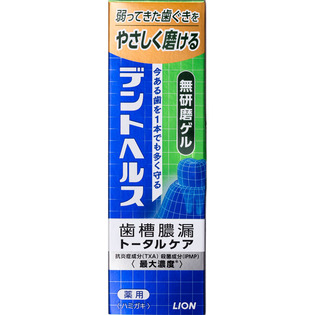 弱ってきた歯ぐきを
やさしく磨ける
デントヘルス
今ある歯を1本でも多く守る
無研磨ゲル
歯槽膿漏
トータルケア
抗炎症成分(TXA) 殺菌成分(IPMP)
〈最大濃度*〉
薬用
〈ハミガキ〉
LION